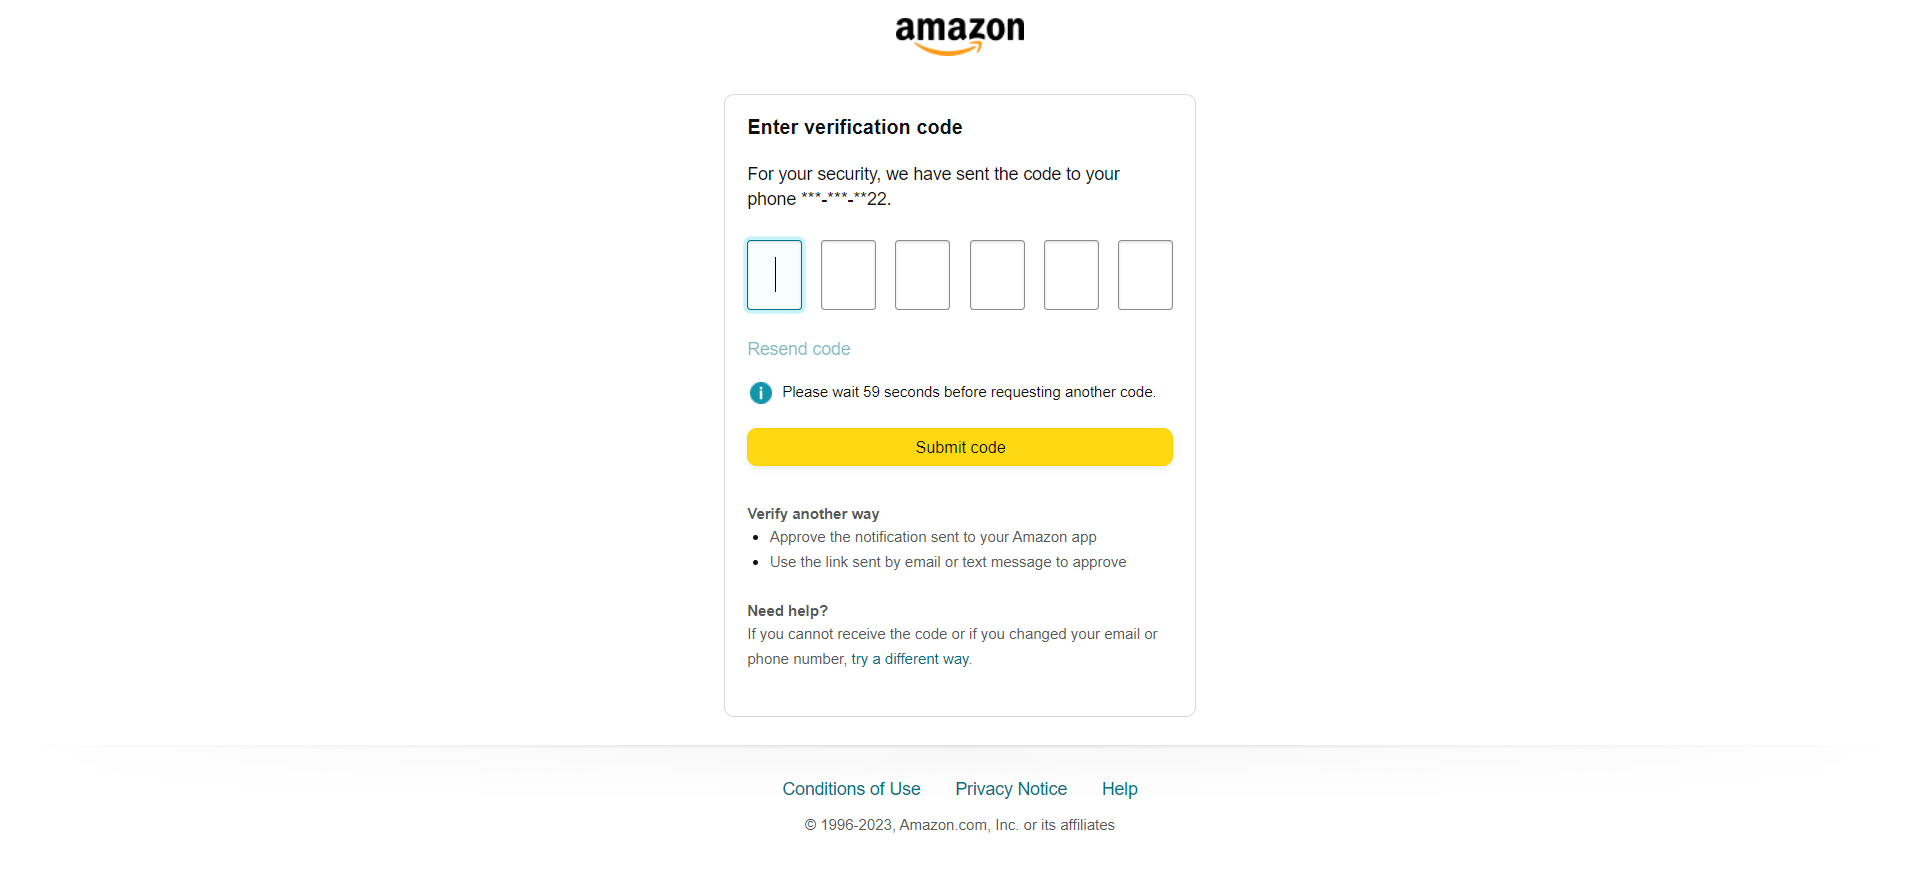 amazon
Enter verification code
For your security, we have sent the code to your
phone ***-***-**22.
Resend code
i Please wait 59 seconds before requesting another code.
Submit code
Verify another way
• Approve the notification sent to your Amazon app
• Use the link sent by email or text message to approve
Need help?
If you cannot receive the code or if you changed your email or
phone number, try a different way.
Conditions of Use Privacy Notice Help
© 1996-2023, Amazon.com, Inc. or its affiliates